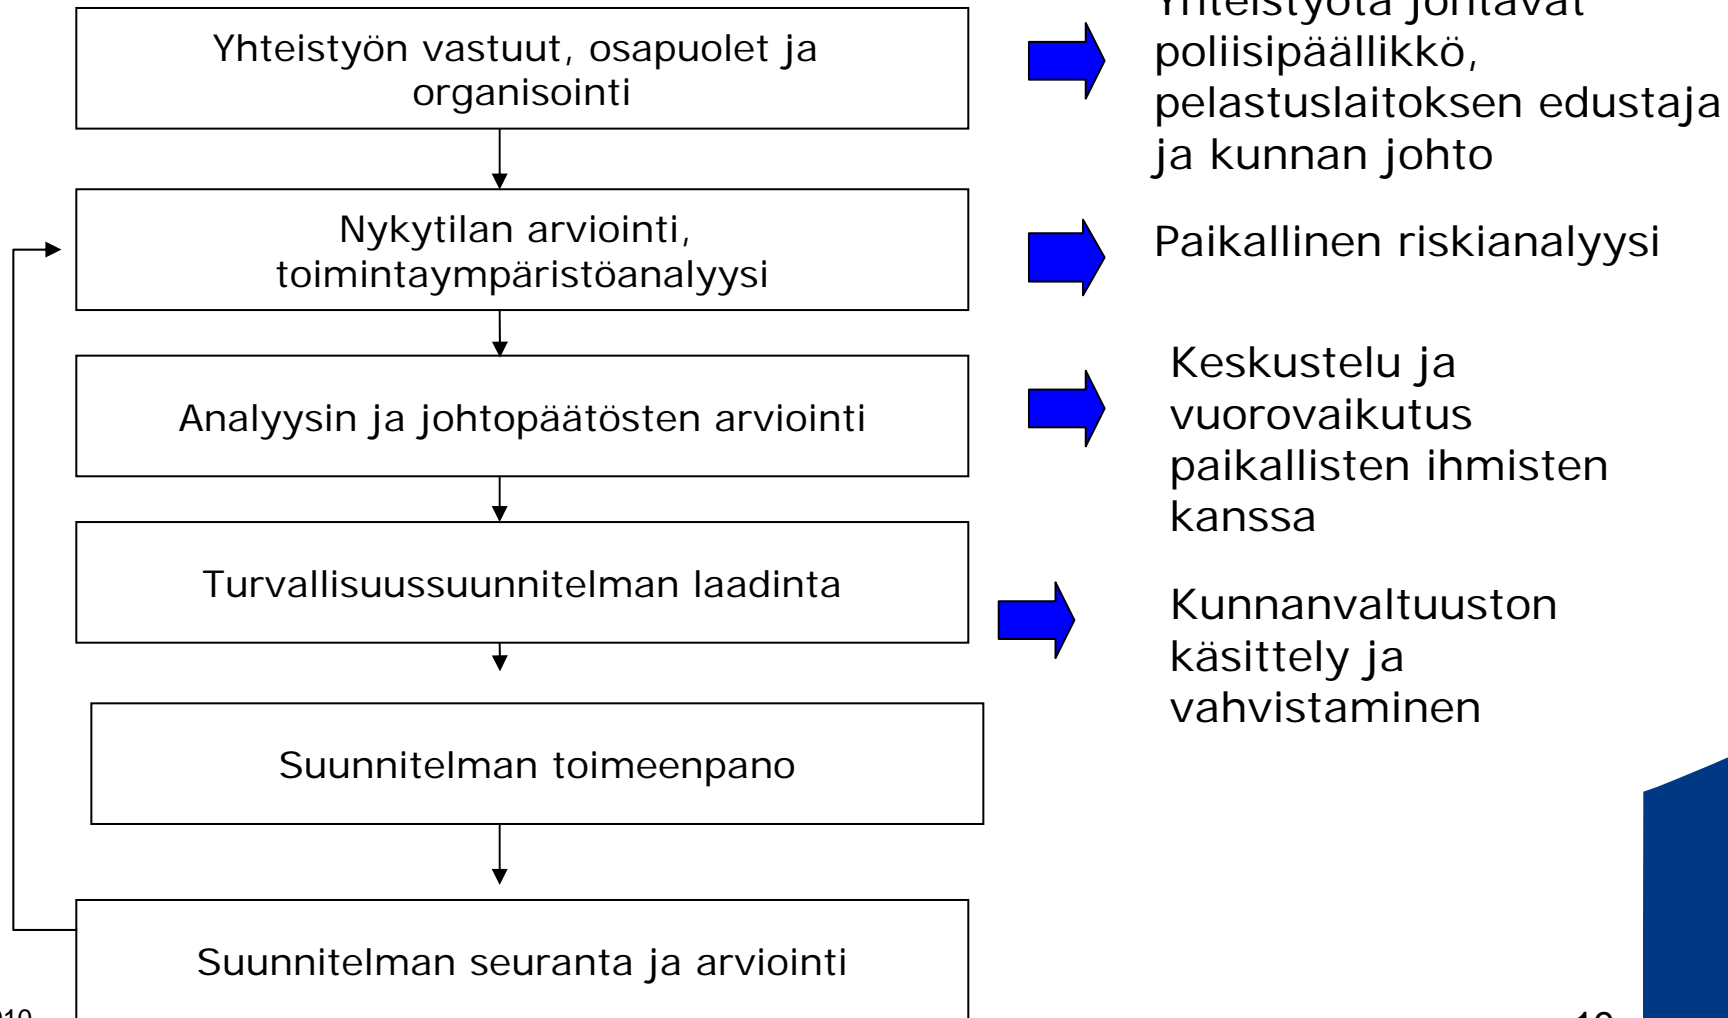 Yhteistyön vastuut, osapuolet ja
organisointi
Yhteistyötä johtavat
poliisipäällikkö,
pelastuslaitoksen edustaja
ja kunnan johto
Nykytilan arviointi,
toimintaympäristöanalyysi
Paikallinen riskianalyysi
Analyysin ja johtopäätösten arviointi
Keskustelu ja
vuorovaikutus
paikallisten ihmisten
kanssa
Turvallisuussuunnitelman laadinta
Kunnanvaltuuston
käsittely ja
vahvistaminen
Suunnitelman toimeenpano
Suunnitelman seuranta ja arviointi